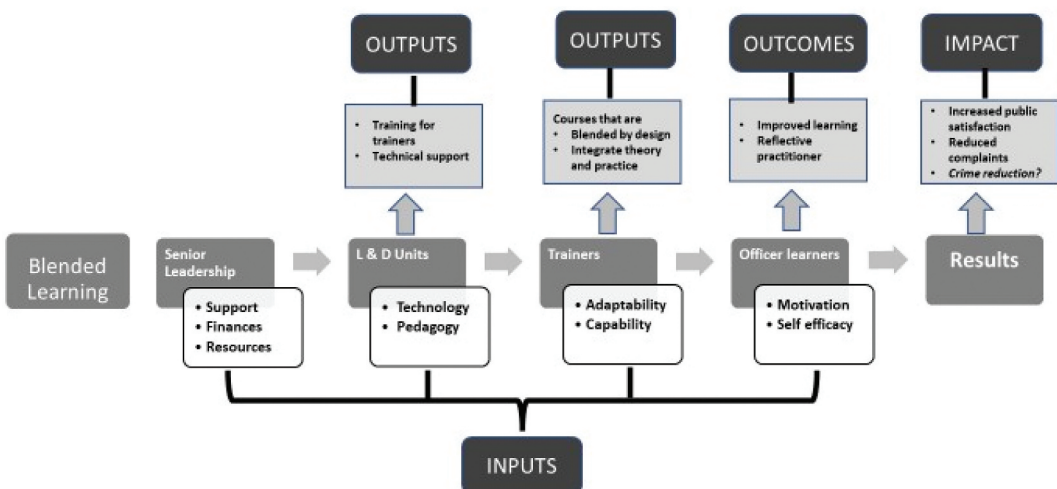 OUTPUTS
OUTPUTS
OUTCOMES
IMPACT
• Training for
trainers
• Technical support
Courses that are
• Blended by design
• Integrate theory
and practice
• Improved learning
• Reflective
practitioner
• Increased public
satisfaction
• Reduced
complaints
• Crime reduction?
Blended
Learning
Senior
Leadership
• Support
• Finances
• Resources
L & D Units
• Technology
• Pedagogy
Trainers
• Adaptability
• Capability
Officer learners
• Motivation
• Self efficacy
Results
INPUTS